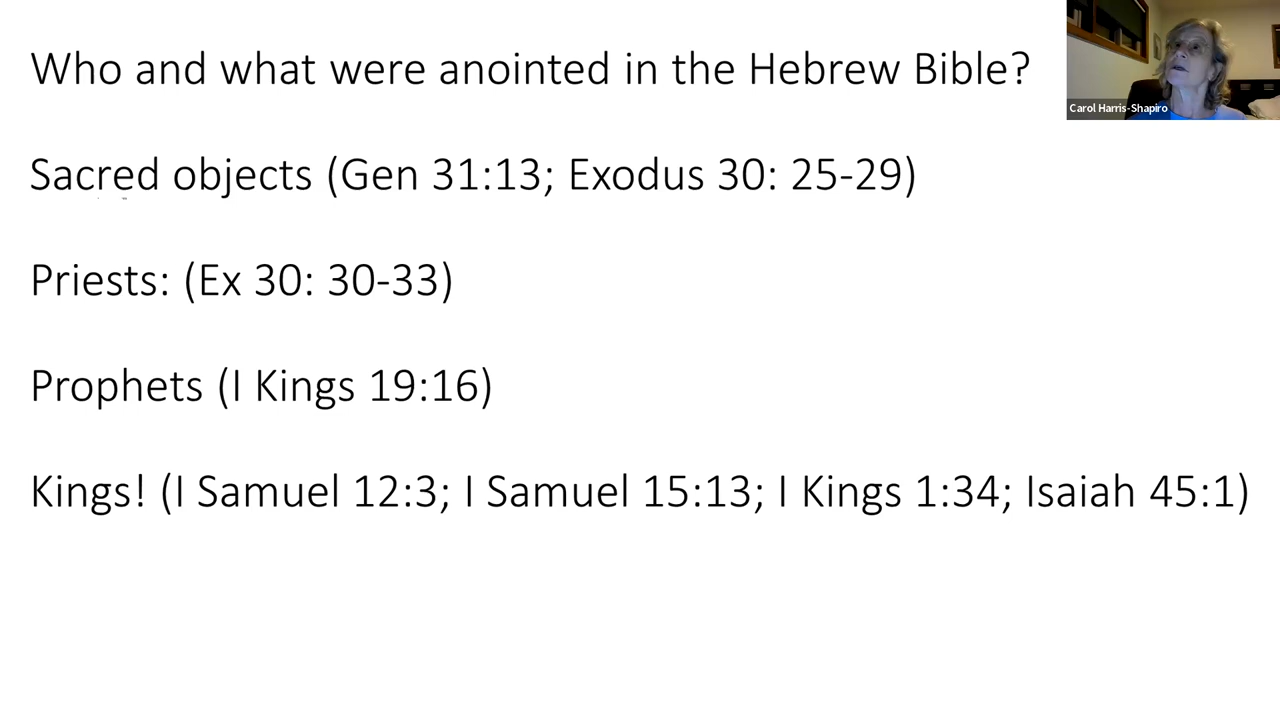 Who and what were anointed in the Hebrew Bible?
Carol Harris-Shapiro
Sacred objects (Gen 31:13; Exodus 30: 25-29)
Priests: (Ex 30: 30-33)
Prophets (I Kings 19:16)
Kings! (I Samuel 12:3; I Samuel 15:13; I Kings 1:34; Isaiah 45:1)